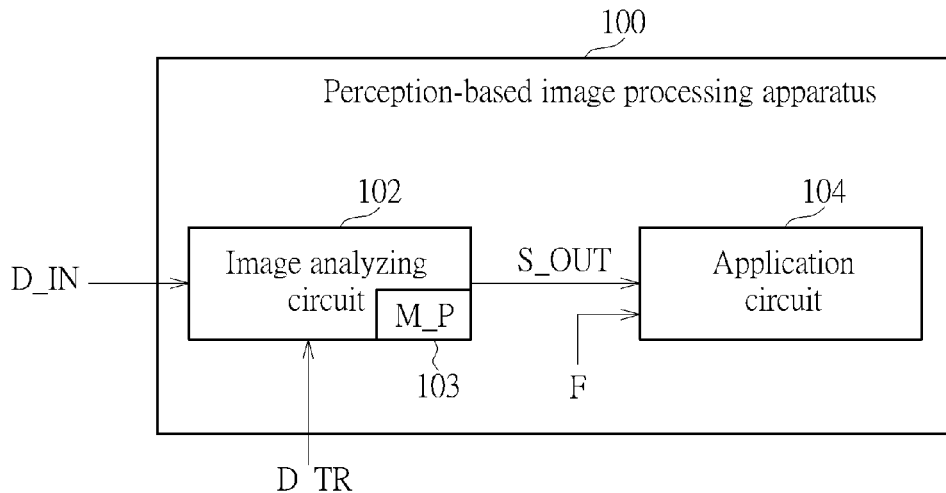 100
Perception-based image processing apparatus
102
104
D_IN
Image analyzing
circuit
M_P
103
S_OUT
F
Application
circuit
D_TR